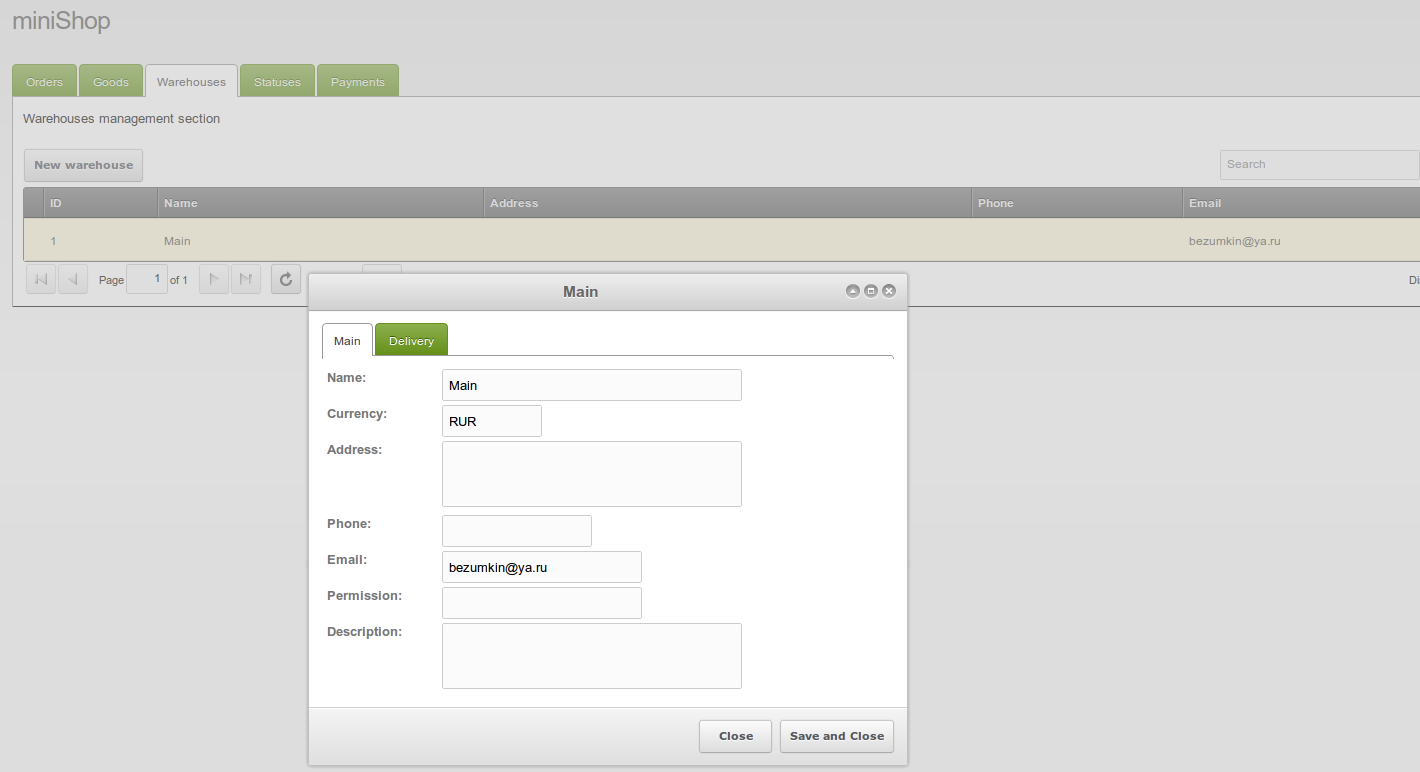 miniShop
Orders Goods Warehouses Statuses Payments
Warehouses management section
New warehouse Search
ID Name Address Phone Email
1 Main bezumkin@ya.ru
Page 1 of 1 Di
Main
Main Delivery
Name: Main
Currency: RUR
Address:
Phone:
Email: bezumkin@ya.ru
Permission:
Description:
Close Save and Close